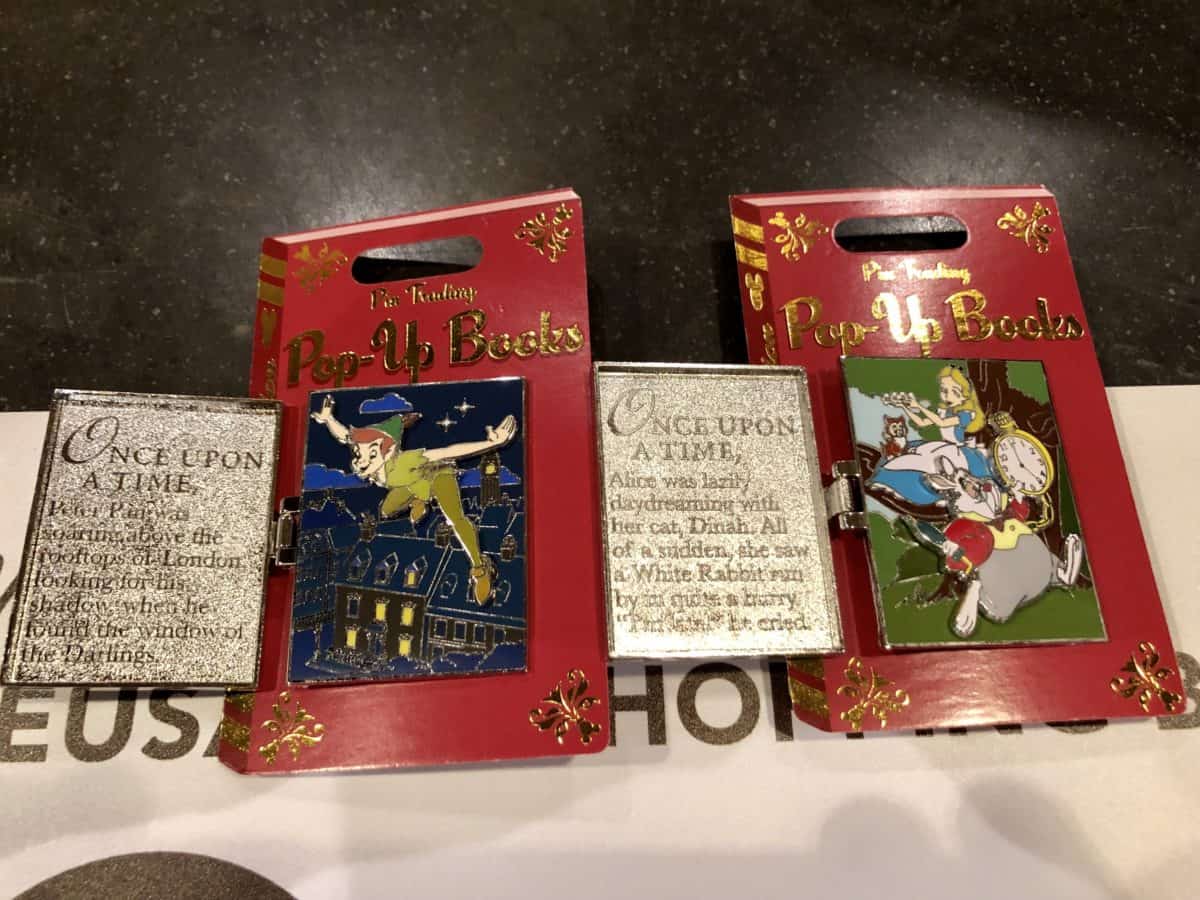 Pin Trading
Pop-Up Books
ONCE UPON
A TIME,
Peter Pan was
soaring above the
rooftops of London
looking for his
shadow, when he
found the window of
the Darlings.
Pin Trading
Pop-Up Books
ONCE UPON
A TIME,
Alice was lazily
daydreaming with
her cat, Dinah. All
of a sudden, she saw
a White Rabbit run
by in quite a hurry.
"I'm late!" he cried.
EUSA
HOPPING B